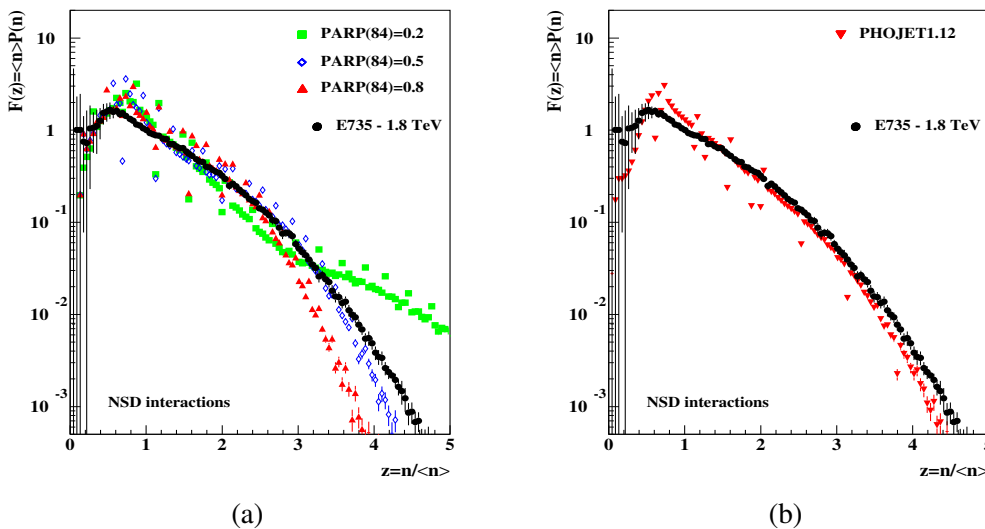 F(z)=<n>P(n)
10
1
10⁻¹
10⁻²
10⁻³
PARP(84)=0.2
PARP(84)=0.5
PARP(84)=0.8
E735 - 1.8 TeV
NSD interactions
0 1 2 3 4 5
z=n/<n>
(a)
F(z)=<n>P(n)
10
1
10⁻¹
10⁻²
10⁻³
PHOJET1.12
E735 - 1.8 TeV
NSD interactions
0 1 2 3 4 5
z=n/<n>
(b)